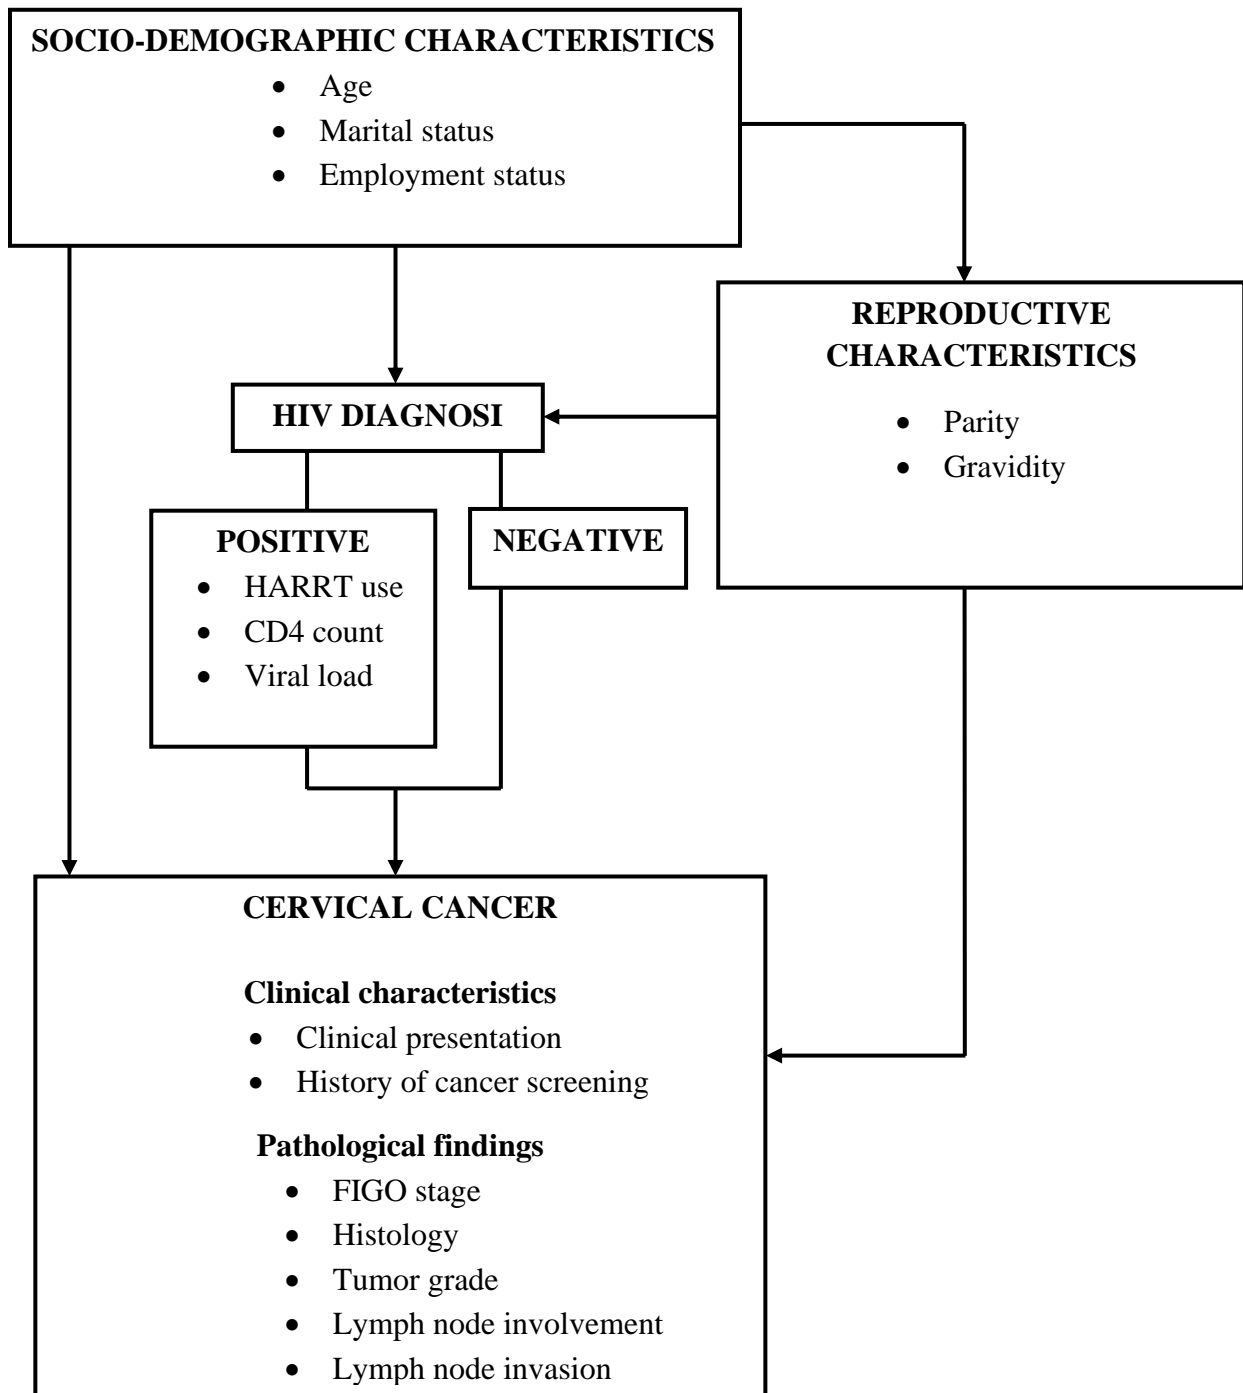 SOCIO-DEMOGRAPHIC CHARACTERISTICS
• Age
• Marital status
• Employment status
REPRODUCTIVE
CHARACTERISTICS
• Parity
• Gravidity
HIV DIAGNOSI
POSITIVE
• HARRT use
• CD4 count
• Viral load
NEGATIVE
CERVICAL CANCER
Clinical characteristics
• Clinical presentation
• History of cancer screening
Pathological findings
• FIGO stage
• Histology
• Tumor grade
• Lymph node involvement
• Lymph node invasion